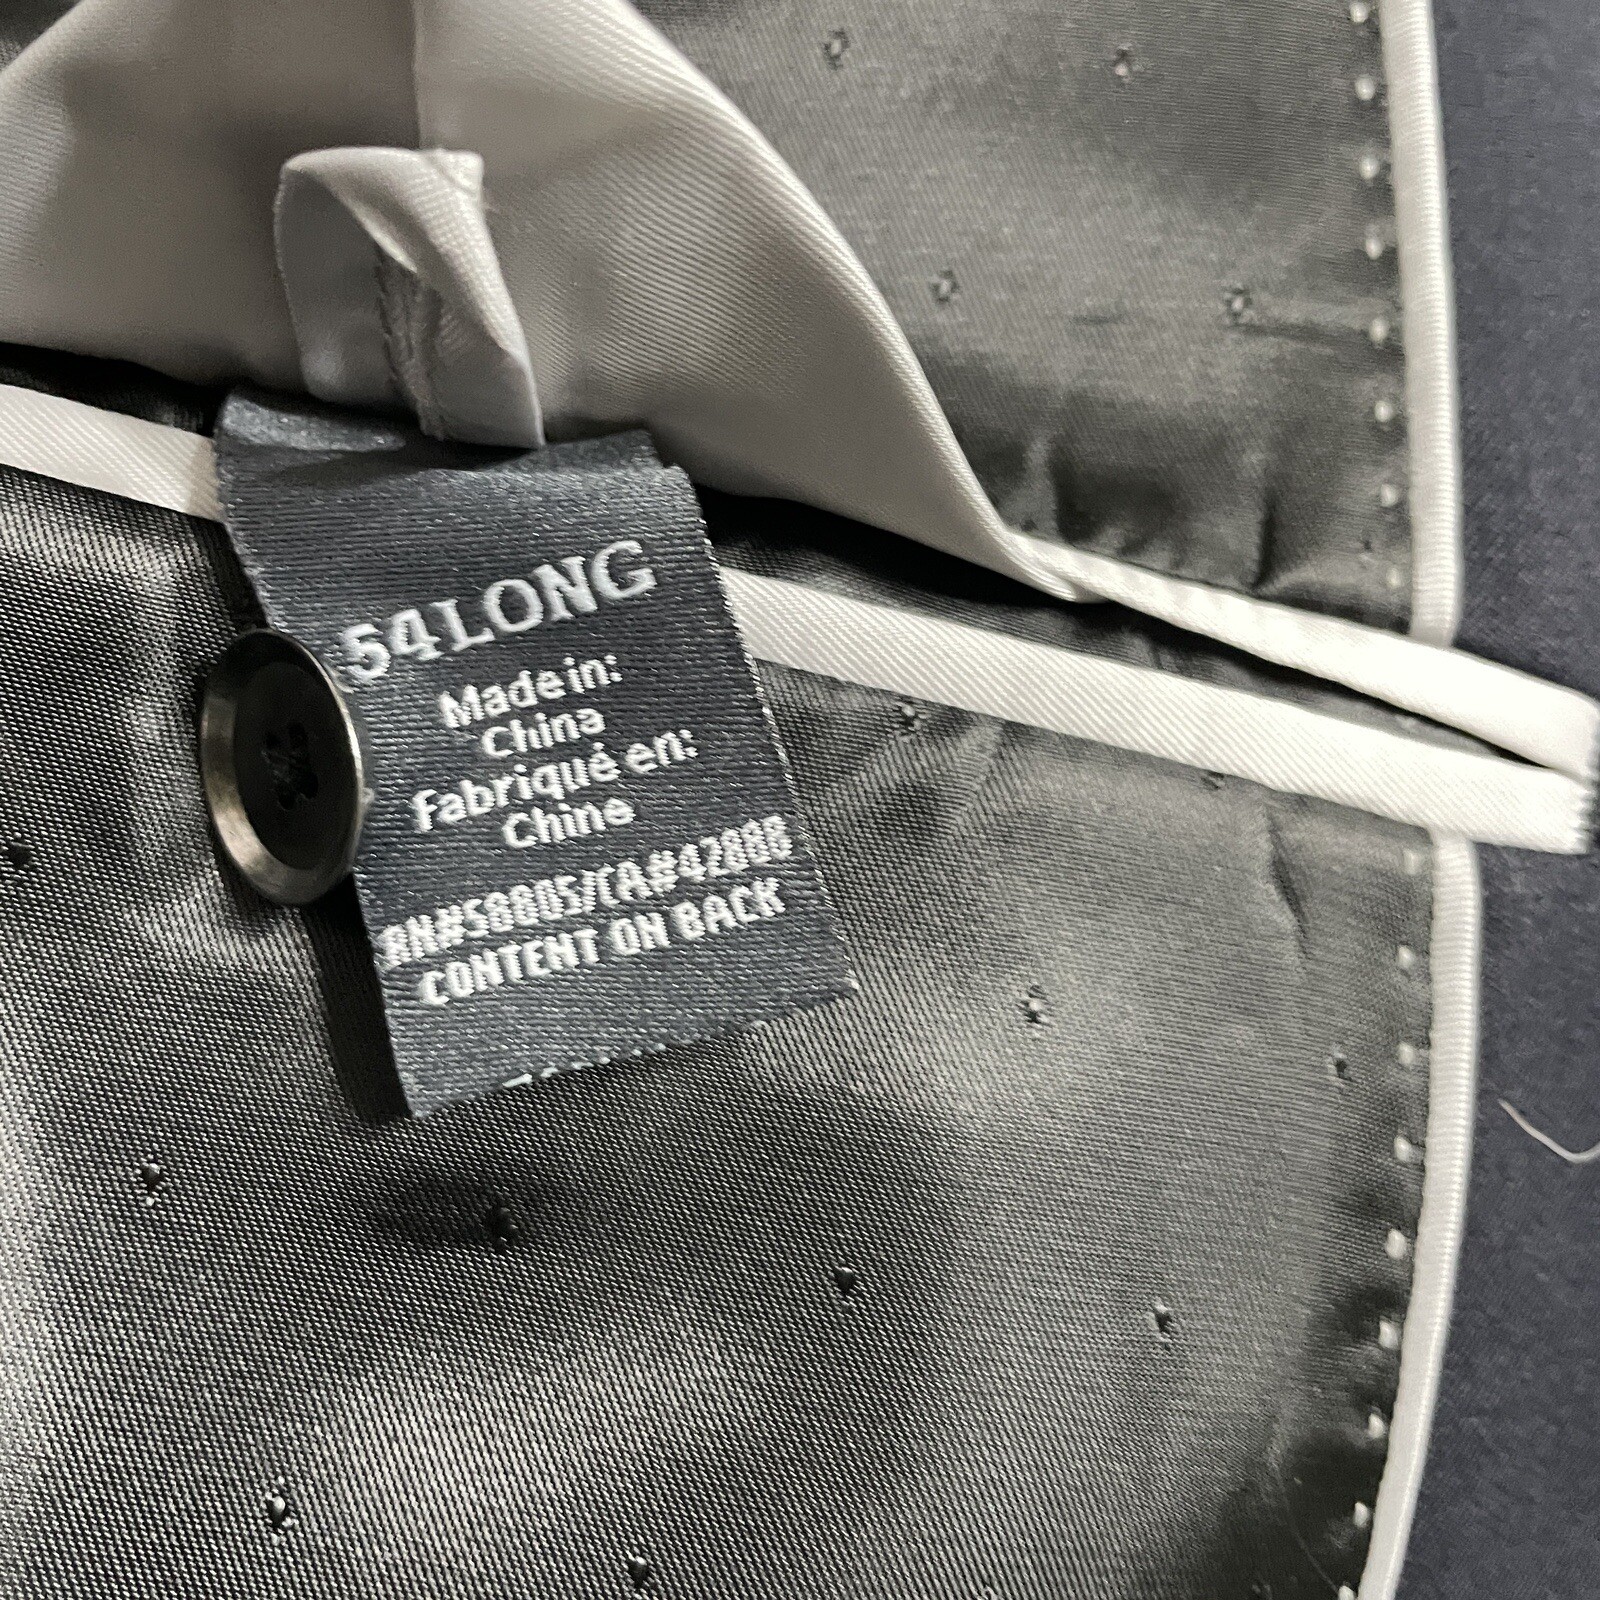 54LONG
Made in:
China
Fabriqué en:
Chine
RN#58805/CA#42888
CONTENT ON BACK